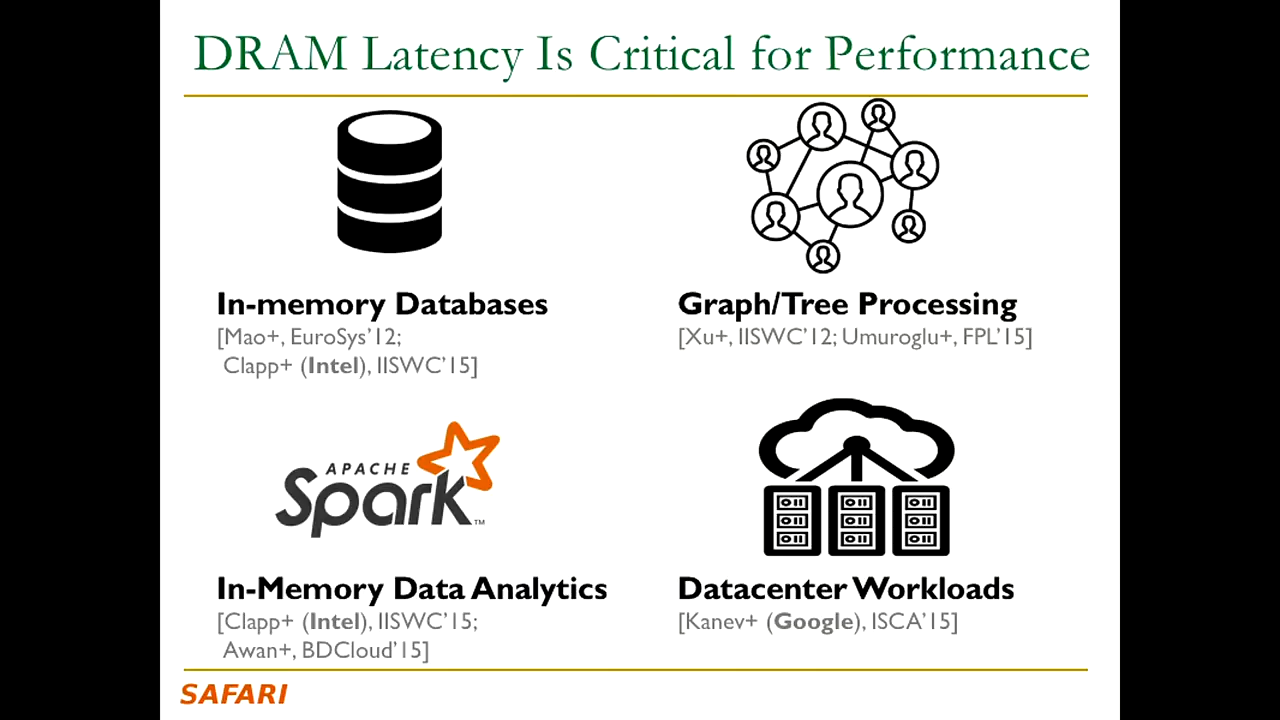 DRAM Latency Is Critical for Performance
In-memory Databases
[Mao+, EuroSys’12;
Clapp+ (Intel), IISWC’15]
Graph/Tree Processing
[Xu+, IISWC’12; Umuroglu+, FPL’15]
APACHE
Spark™
In-Memory Data Analytics
[Clapp+ (Intel), IISWC’15;
Awan+, BDCloud’15]
Datacenter Workloads
[Kanev+ (Google), ISCA’15]
SAFARI